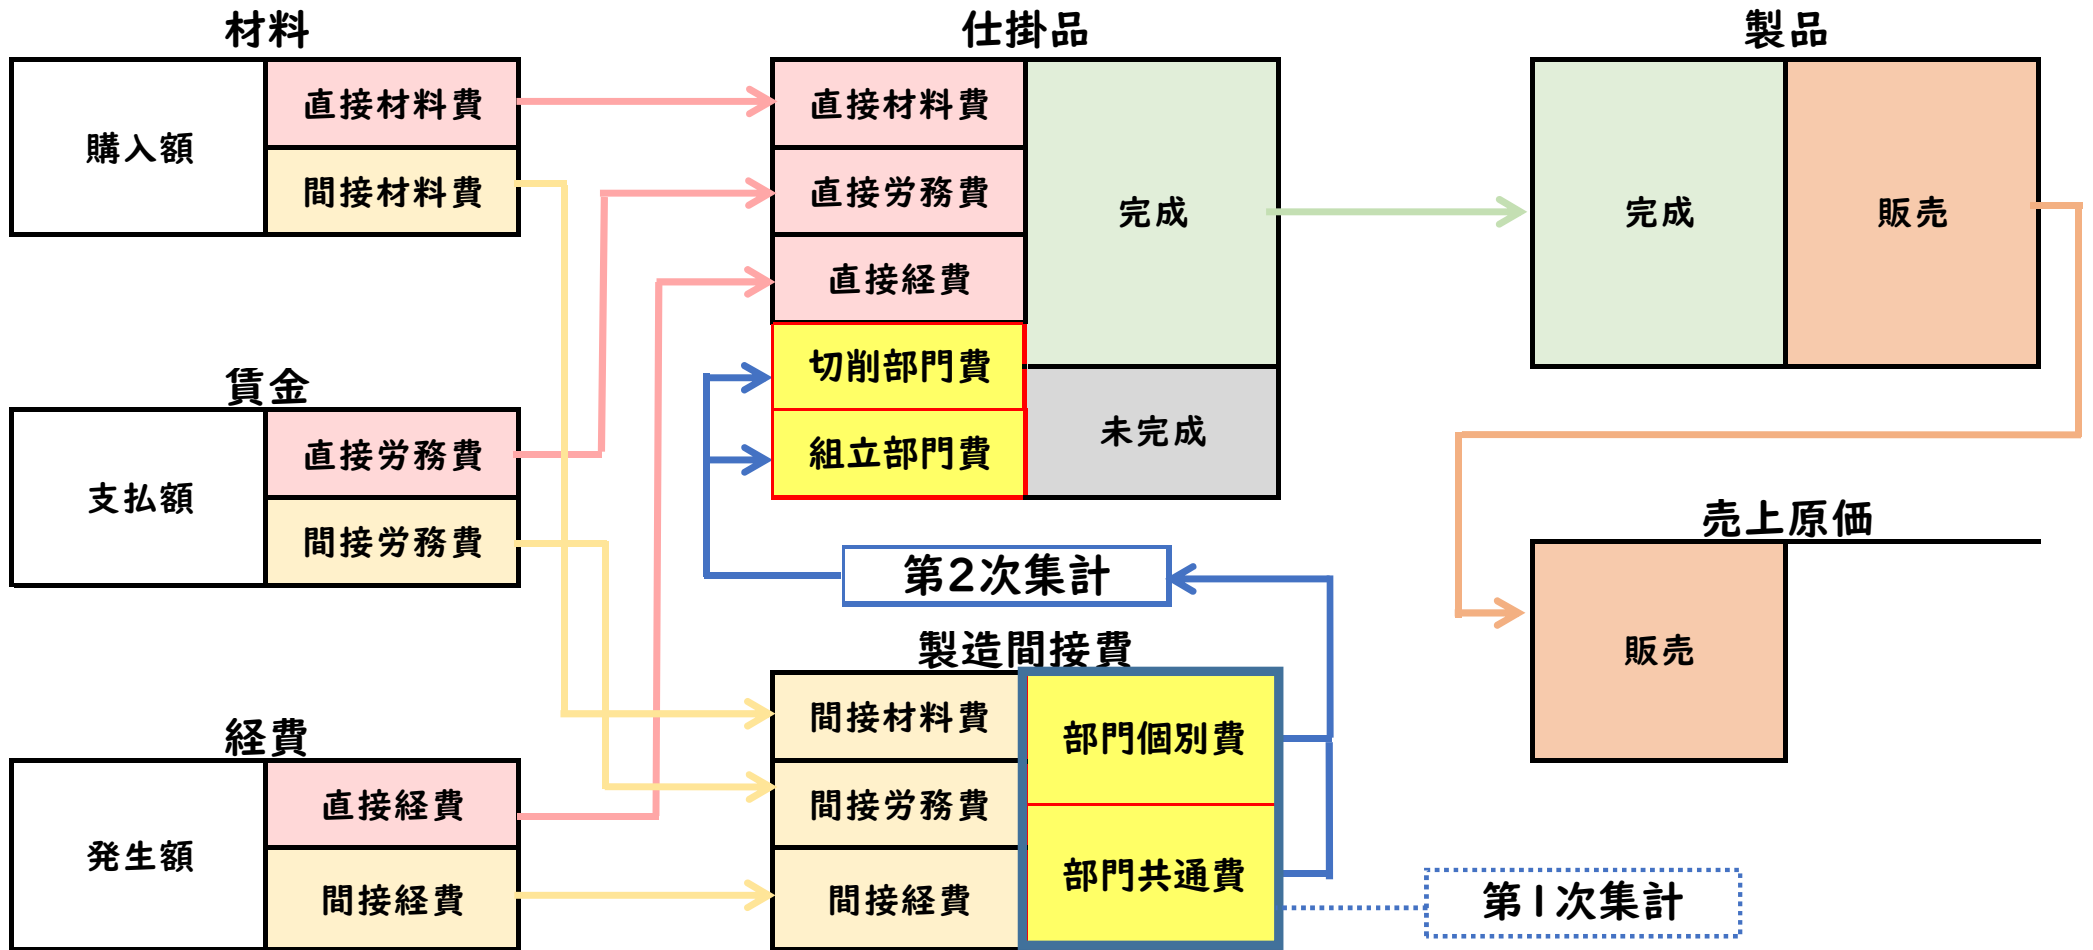 材料
購入額
直接材料費
間接材料費
賃金
支払額
直接労務費
間接労務費
経費
発生額
直接経費
間接経費
仕掛品
直接材料費
直接労務費
直接経費
切削部門費
組立部門費
完成
未完成
第2次集計
製造間接費
間接材料費
間接労務費
間接経費
部門個別費
部門共通費
第1次集計
製品
完成
販売
売上原価
販売